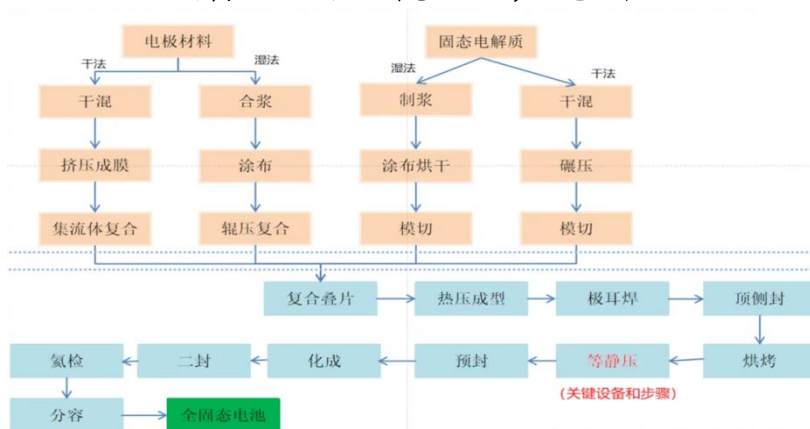 电极材料
固态电解质
干法
湿法
湿法
干法
干混
合浆
制浆
干混
挤压成膜
涂布
涂布烘干
碾压
集流体复合
辊压复合
模切
模切
复合叠片
热压成型
极耳焊
顶侧封
氦检
二封
化成
预封
等静压
烘烤
(关键设备和步骤)
分容
全固态电池